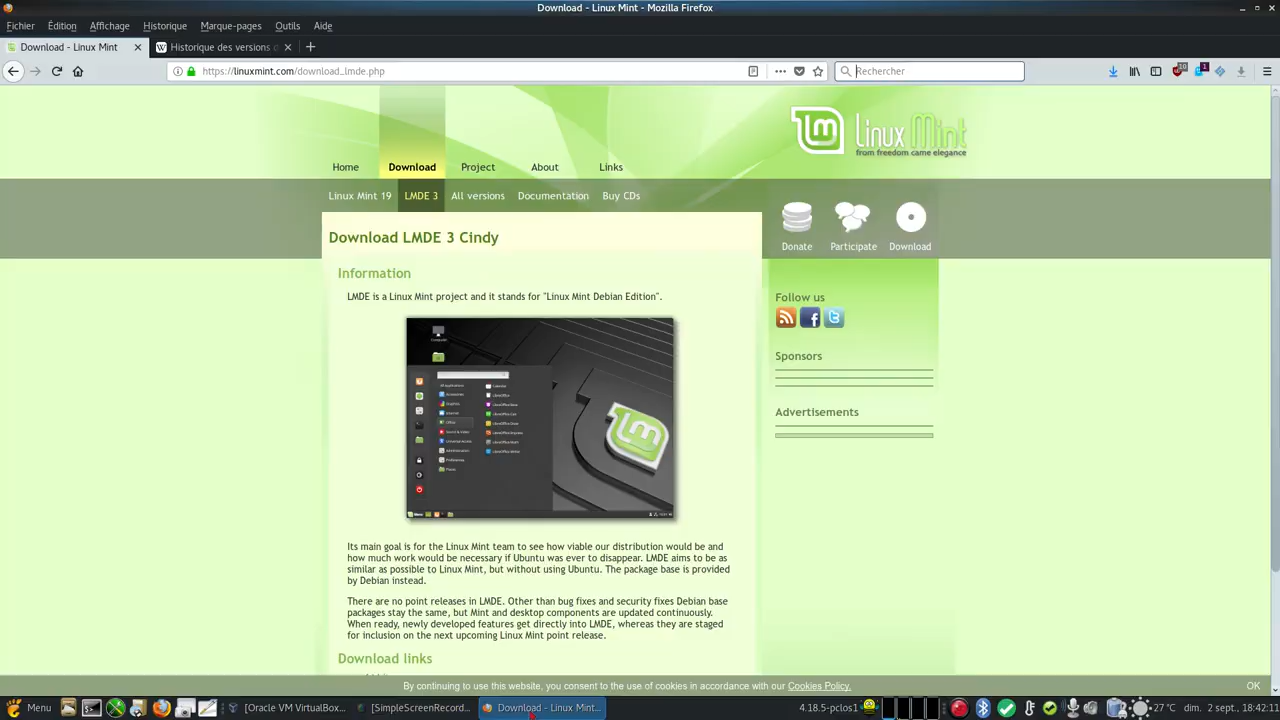 Download - Linux Mint - Mozilla Firefox
Fichier Édition Affichage Historique Marque-pages Outils Aide
Download - Linux Mint
Historique des versions d
https://linuxmint.com/download_lmde.php
Rechercher
10
1
Linux Mint
from freedom came elegance
Home Download Project About Links
Linux Mint 19 LMDE 3 All versions Documentation Buy CDs
Donate Participate Download
Download LMDE 3 Cindy
Information
LMDE is a Linux Mint project and it stands for "Linux Mint Debian Edition".
Its main goal is for the Linux Mint team to see how viable our distribution would be and
how much work would be necessary if Ubuntu was ever to disappear. LMDE aims to be as
similar as possible to Linux Mint, but without using Ubuntu. The package base is provided
by Debian instead.
There are no point releases in LMDE. Other than bug fixes and security fixes Debian base
packages stay the same, but Mint and desktop components are updated continuously.
When ready, newly developed features get directly into LMDE, whereas they are staged
for inclusion on the next upcoming Linux Mint point release.
Download links
Follow us
Sponsors
Advertisements
By continuing to use this website, you consent to the use of cookies in accordance with our Cookies Policy.
OK
Menu
[Oracle VM VirtualBox...
[SimpleScreenRecord...
Download - Linux Mint...
4.18.5-pclos1
27 °C
dim. 2 sept., 18:42:11